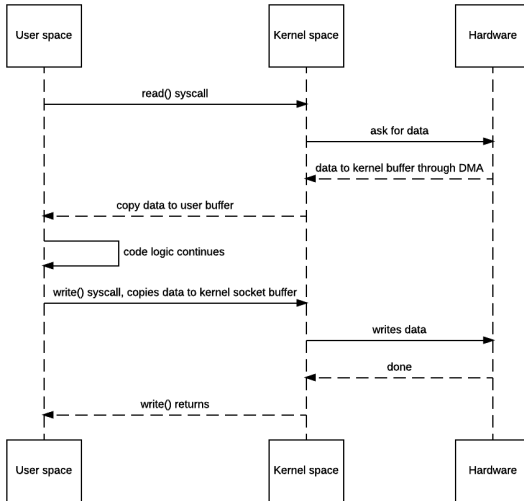 User space
Kernel space
Hardware
read() syscall
ask for data
data to kernel buffer through DMA
copy data to user buffer
code logic continues
write() syscall, copies data to kernel socket buffer
writes data
done
write() returns
User space
Kernel space
Hardware